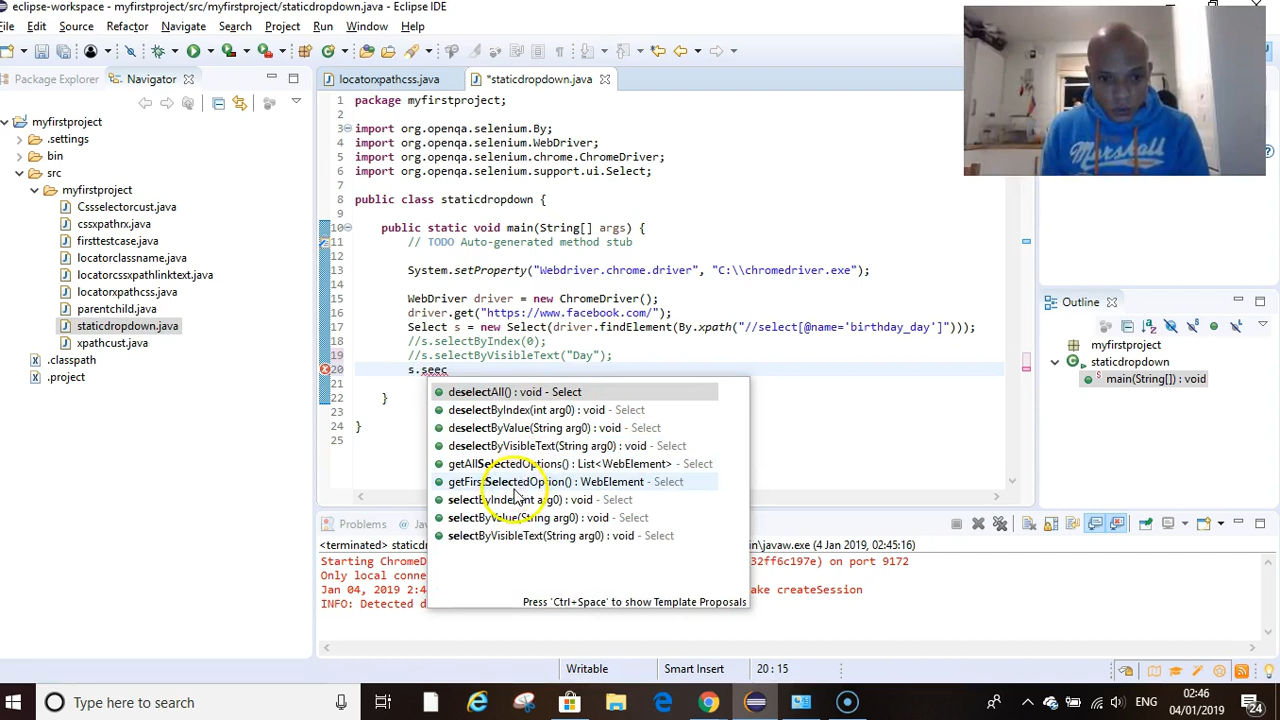 eclipse-workspace - myfirstproject/src/myfirstproject/staticdropdown.java - Eclipse IDE
File Edit Source Refactor Navigate Search Project Run Window Help
Package Explorer Navigator
locatorxpathcss.java *staticdropdown.java
myfirstproject
.settings
bin
src
myfirstproject
Cssselectorcust.java
cssxpathrx.java
firsttestcase.java
locatorclassname.java
locatorcssxpathlinktext.java
locatorxpathcss.java
parentchild.java
staticdropdown.java
xpathcust.java
.classpath
.project
1 package myfirstproject;
2
3 import org.openqa.selenium.By;
4 import org.openqa.selenium.WebDriver;
5 import org.openqa.selenium.chrome.ChromeDriver;
6 import org.openqa.selenium.support.ui.Select;
7
8 public class staticdropdown {
9
10 public static void main(String[] args) {
11 // TODO Auto-generated method stub
12
13 System.setProperty("Webdriver.chrome.driver", "C:\\chromedriver.exe");
14
15 WebDriver driver = new ChromeDriver();
16 driver.get("https://www.facebook.com/");
17 Select s = new Select(driver.findElement(By.xpath("//select[@name='birthday_day']")));
18 //s.selectByIndex(0);
19 //s.selectByVisibleText("Day");
20 s.seec
21
22 }
23
24 }
25
deselectAll() : void - Select
deselectByIndex(int arg0) : void - Select
deselectByValue(String arg0) : void - Select
deselectByVisibleText(String arg0) : void - Select
getAllSelectedOptions() : List<WebElement> - Select
getFirstSelectedOption() : WebElement - Select
selectByIndex(int arg0) : void - Select
selectByValue(String arg0) : void - Select
selectByVisibleText(String arg0) : void - Select
Press 'Ctrl+Space' to show Template Proposals
Marshall
Outline
myfirstproject
staticdropdown
main(String[]) : void
Problems
<terminated> staticd in\javaw.exe (4 Jan 2019, 02:45:16)
Starting ChromeD 32ff6c197e) on port 9172
Only local conne
Jan 04, 2019 2:4 ake createSession
INFO: Detected d
Writable Smart Insert 20 : 15
Type here to search
ENG
02:46
04/01/2019
24